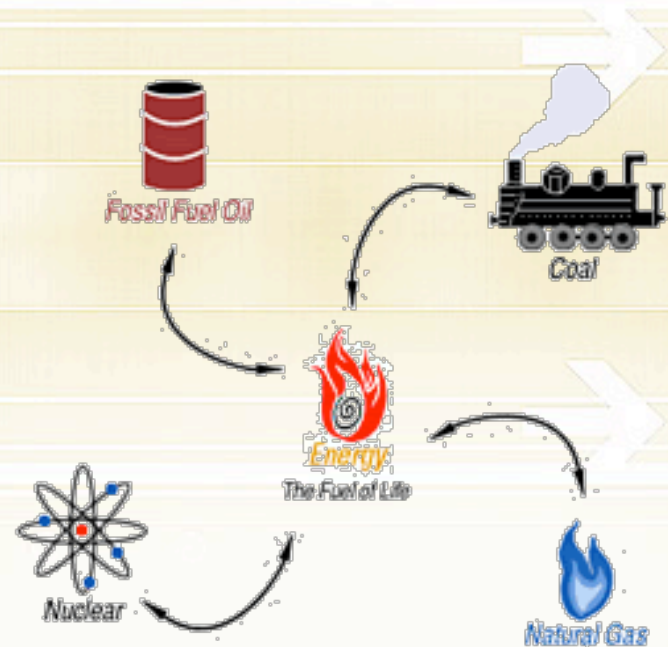 Fossil Fuel Oil
Coal
Energy
The Fuel of Life
Nuclear
Natural Gas